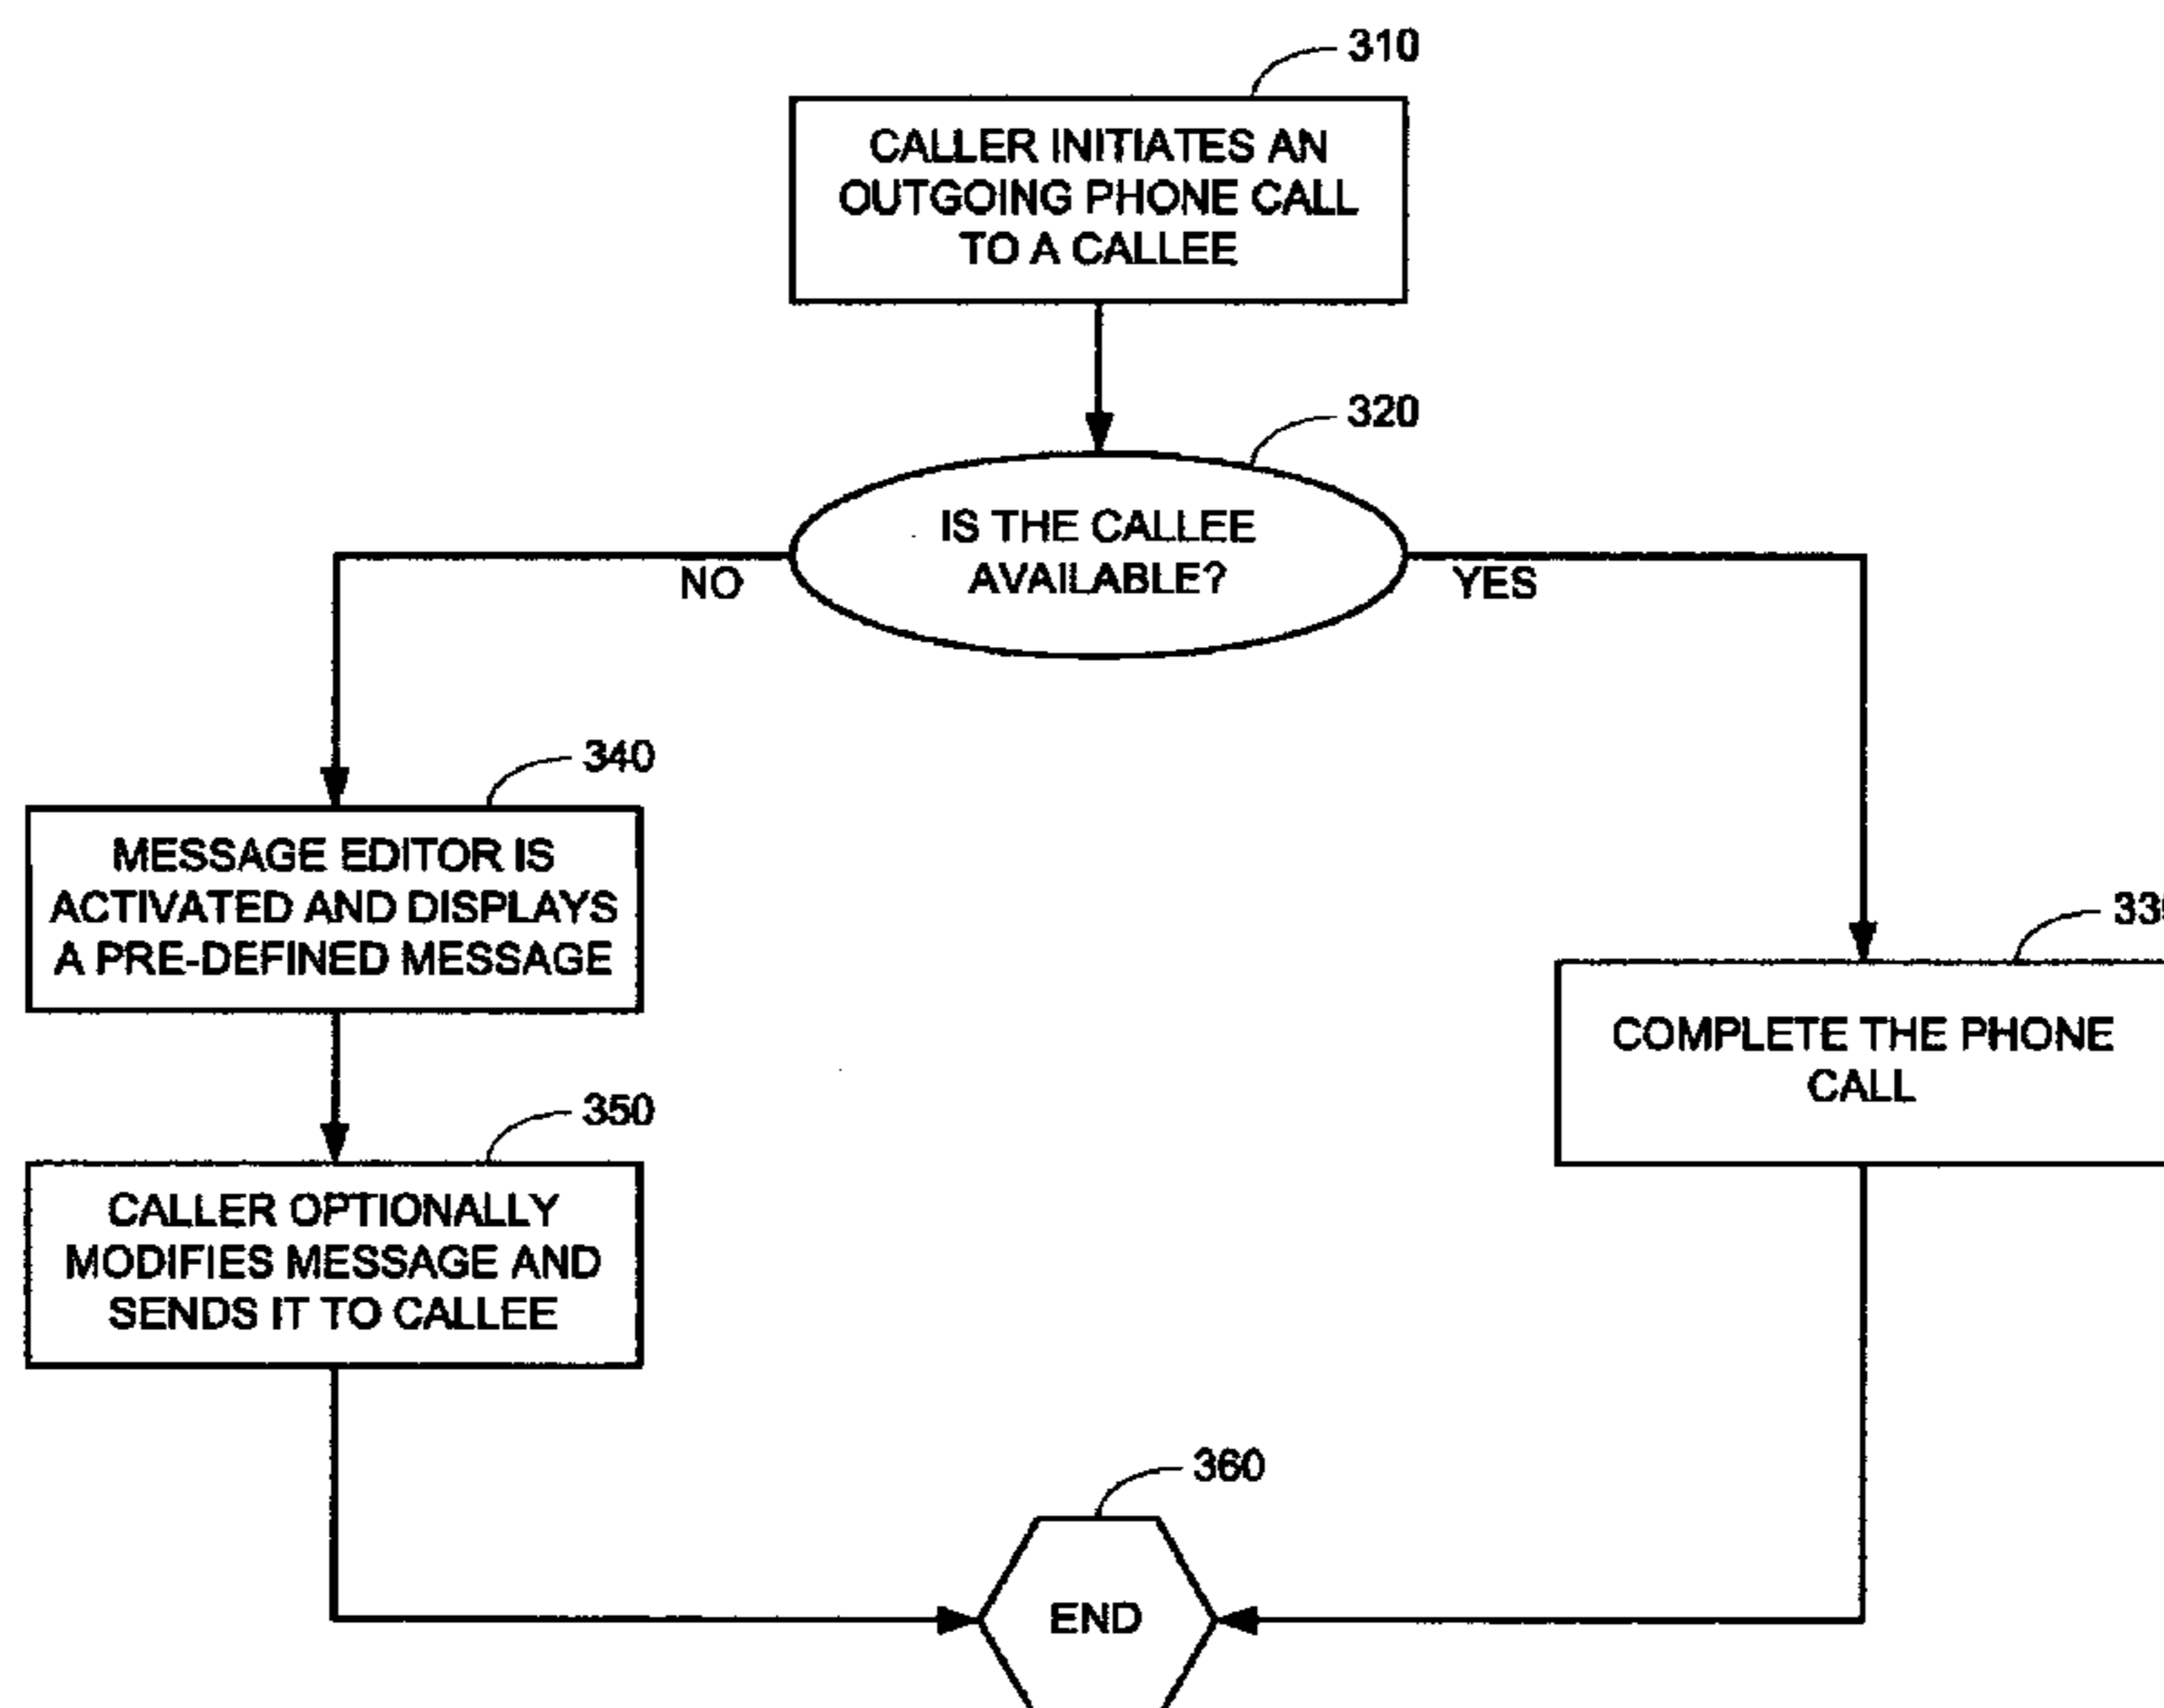 310
CALLER INITIATES AN
OUTGOING PHONE CALL
TO A CALLEE
320
IS THE CALLEE
AVAILABLE?
NO
YES
340
MESSAGE EDITOR IS
ACTIVATED AND DISPLAYS
A PRE-DEFINED MESSAGE
COMPLETE THE PHONE
CALL
350
CALLER OPTIONALLY
MODIFIES MESSAGE AND
SENDS IT TO CALLEE
360
END